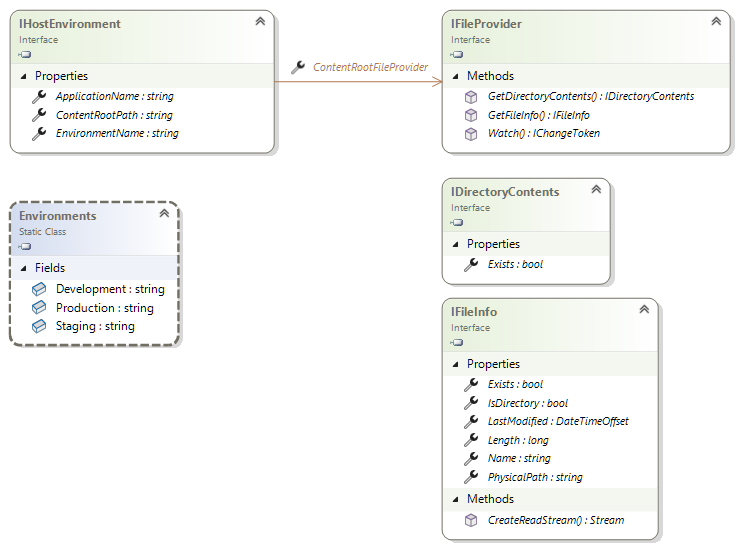 IHostEnvironment
Interface
Properties
ApplicationName : string
ContentRootPath : string
EnvironmentName : string
ContentRootFileProvider
IFileProvider
Interface
Methods
GetDirectoryContents() : IDirectoryContents
GetFileInfo() : IFileInfo
Watch() : IChangeToken
Environments
Static Class
Fields
Development : string
Production : string
Staging : string
IDirectoryContents
Interface
Properties
Exists : bool
IFileInfo
Interface
Properties
Exists : bool
IsDirectory : bool
LastModified : DateTimeOffset
Length : long
Name : string
PhysicalPath : string
Methods
CreateReadStream() : Stream